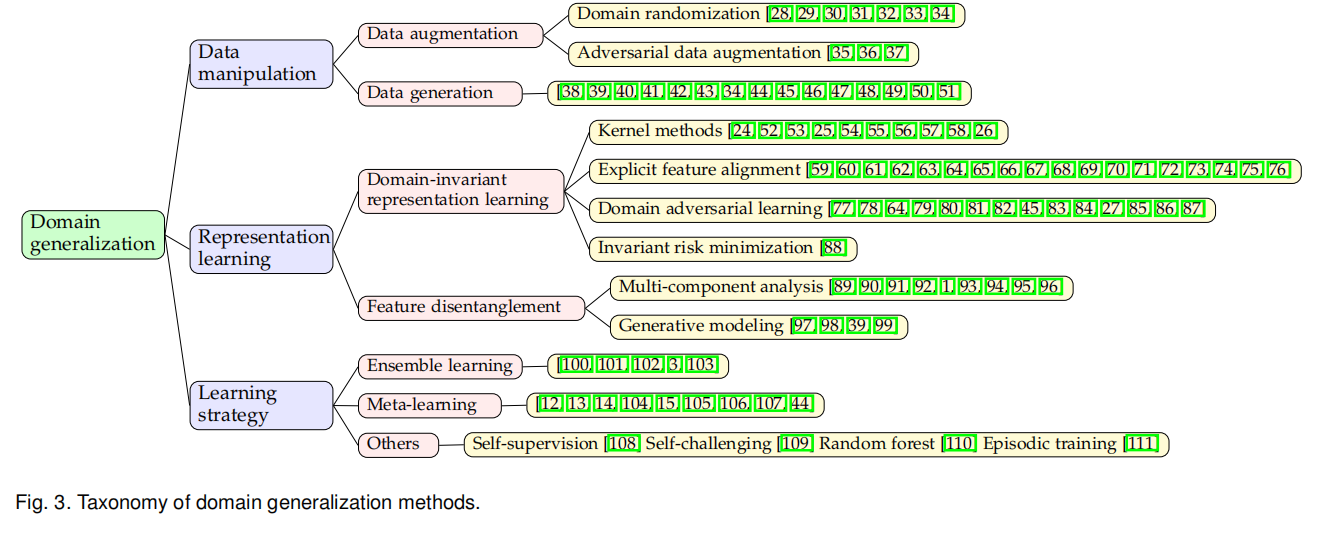 Domain randomization [28, 29, 30, 31, 32, 33, 34]
Data augmentation
Data
manipulation
Adversarial data augmentation [35, 36, 37]
Data generation
[38, 39, 40, 41, 42, 43, 34, 44, 45, 46, 47, 48, 49, 50, 51]
Kernel methods [24, 52, 53, 25, 54, 55, 56, 57, 58, 26]
Domain-invariant
representation learning
Explicit feature alignment [59, 60, 61, 62, 63, 64, 65, 66, 67, 68, 69, 70, 71, 72, 73, 74, 75, 76]
Domain
generalization
Domain adversarial learning [77, 78, 64, 79, 80, 81, 82, 45, 83, 84, 27, 85, 86, 87]
Representation
learning
Invariant risk minimization [88]
Multi-component analysis [89, 90, 91, 92, 1, 93, 94, 95, 96]
Feature disentanglement
Generative modeling [97, 98, 39, 99]
Ensemble learning
[100, 101, 102, 3, 103]
Learning
strategy
Meta-learning
[12, 13, 14, 104, 15, 105, 106, 107, 44]
Others
Self-supervision [108] Self-challenging [109] Random forest [110] Episodic training [111]
Fig. 3. Taxonomy of domain generalization methods.